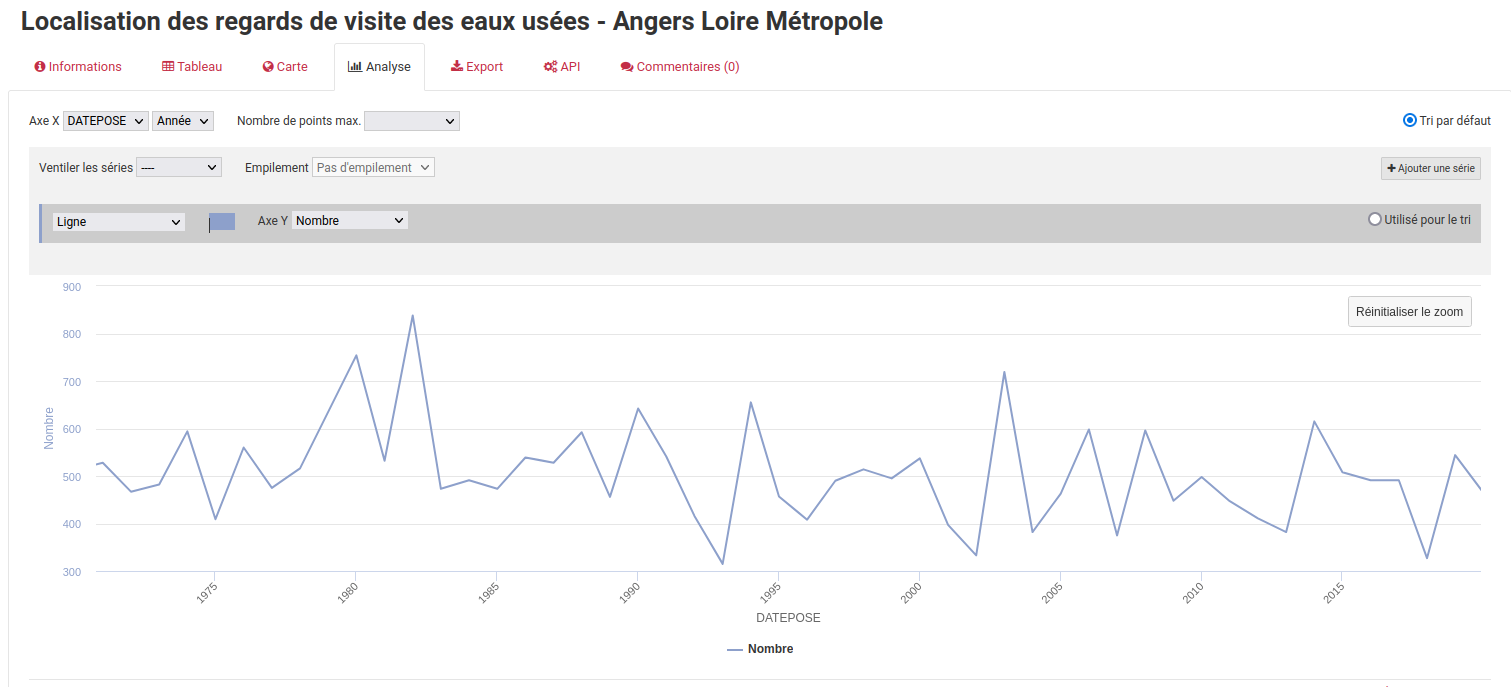 Localisation des regards de visite des eaux usées - Angers Loire Métropole
Informations Tableau Carte Analyse Export API Commentaires (0)
Axe X DATEPOSE Année Nombre de points max. Tri par défaut
Ventiler les séries ---- Empilement Pas d'empilement Ajouter une série
Ligne Axe Y Nombre Utilisé pour le tri
900
Réinitialiser le zoom
800
700
600
500
400
300
Nombre
1975 1980 1985 1990 1995 2000 2005 2010 2015
DATEPOSE
Nombre